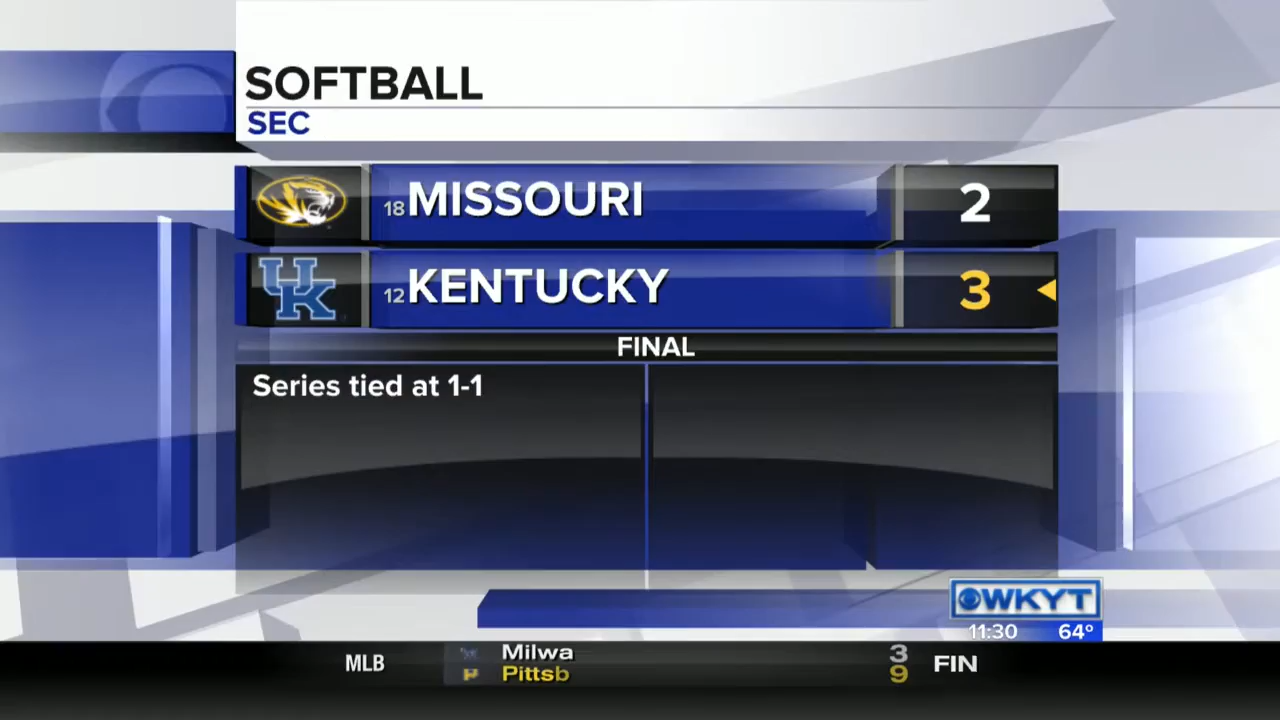 SOFTBALL
SEC
18 MISSOURI 2
UK 12 KENTUCKY 3
FINAL
Series tied at 1-1
WKYT
11:30 64°
MLB Milwa 3 FIN
Pittsb 9